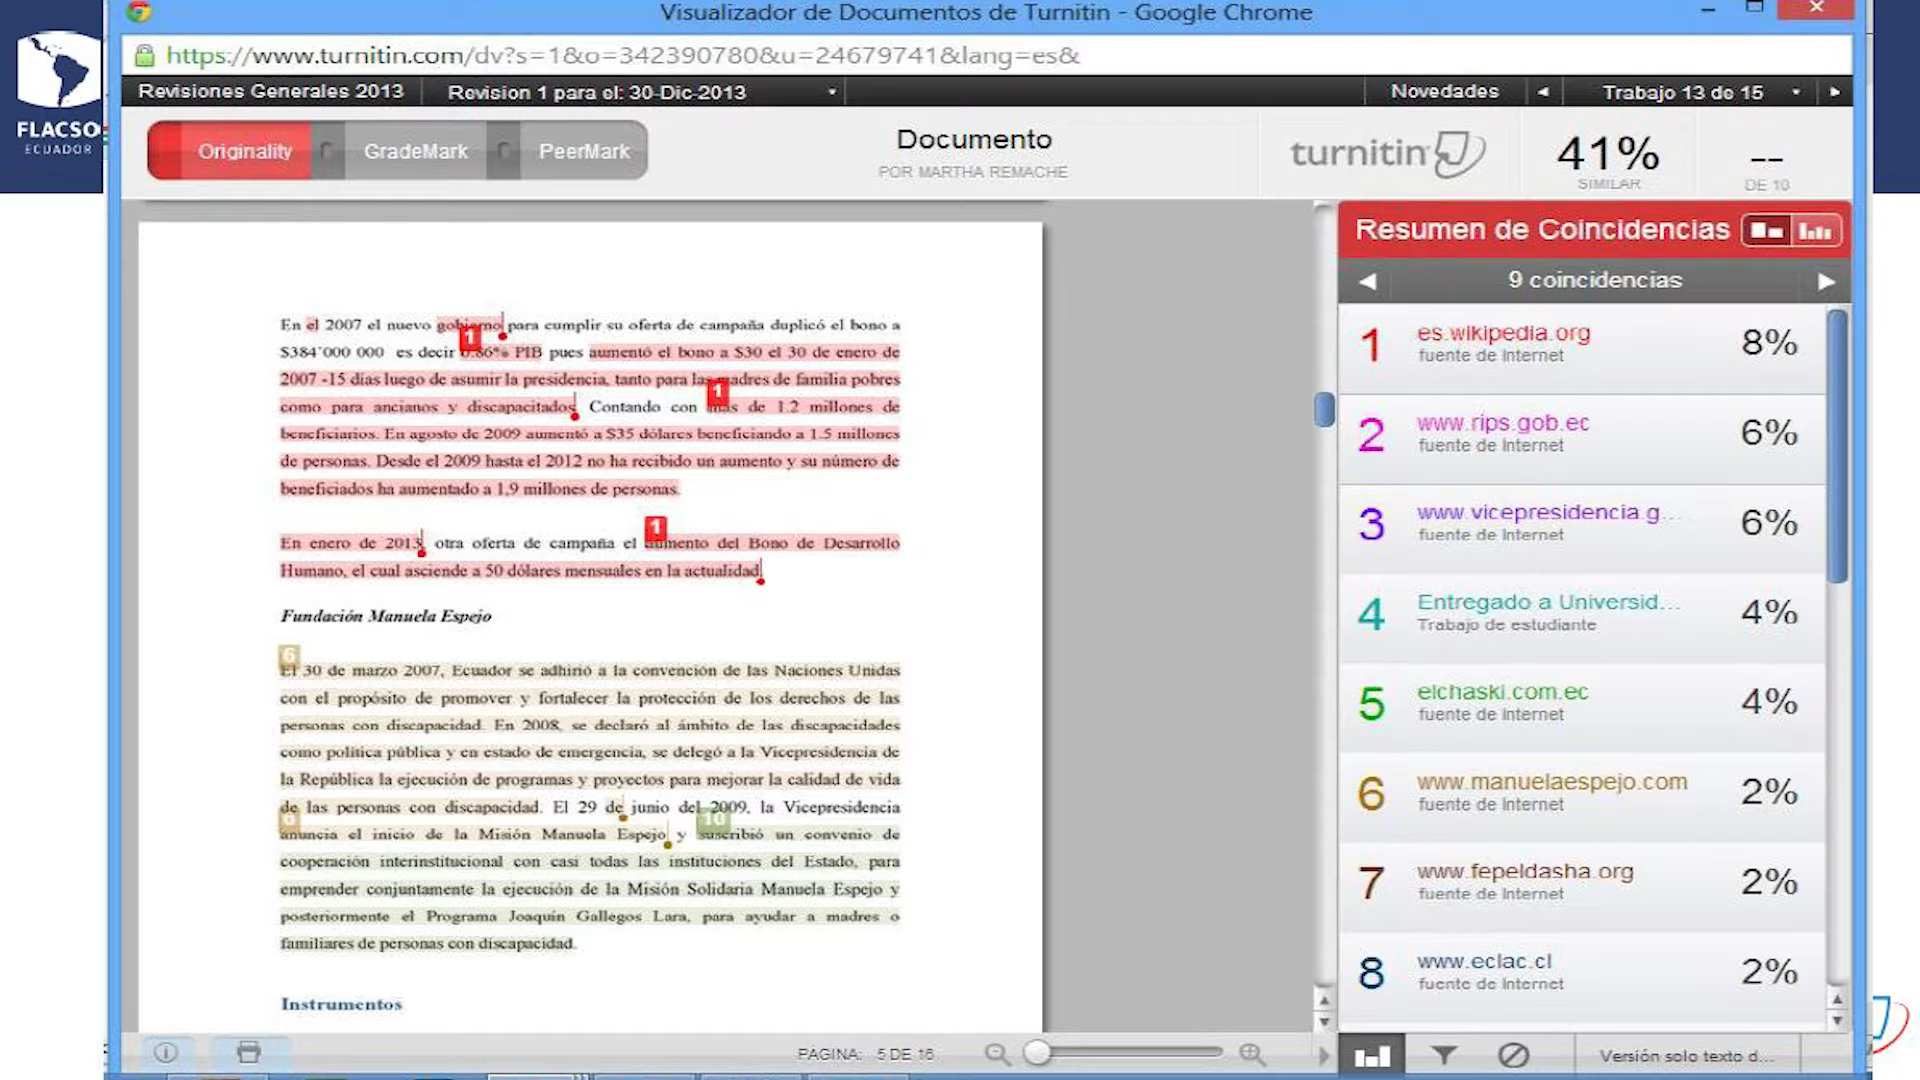 Visualizador de Documentos de Turnitin - Google Chrome
https://www.turnitin.com/dv?s=1&o=342390780&u=24679741&lang=es&
FLACSO
ECUADOR
Revisiones Generales 2013
Revision 1 para el: 30-Dic-2013
Novedades
Trabajo 13 de 15
Originality
GradeMark
PeerMark
Documento
POR MARTHA REMACHE
turnitin
41%
SIMILAR
--
DE 10
En el 2007 el nuevo gobierno para cumplir su oferta de campaña duplicó el bono a
1
$384'000 000 es decir 0.86% PIB pues aumentó el bono a $30 el 30 de enero de
2007 -15 días luego de asumir la presidencia, tanto para las madres de familia pobres
1
como para ancianos y discapacitados. Contando con más de 1.2 millones de
beneficiarios. En agosto de 2009 aumentó a $35 dólares beneficiando a 1.5 millones
de personas. Desde el 2009 hasta el 2012 no ha recibido un aumento y su número de
beneficiados ha aumentado a 1,9 millones de personas.
1
En enero de 2013, otra oferta de campaña el aumento del Bono de Desarrollo
Humano, el cual asciende a 50 dólares mensuales en la actualidad.
Fundación Manuela Espejo
6
El 30 de marzo 2007, Ecuador se adhirió a la convención de las Naciones Unidas
con el propósito de promover y fortalecer la protección de los derechos de las
personas con discapacidad. En 2008, se declaró al ámbito de las discapacidades
como política pública y en estado de emergencia, se delegó a la Vicepresidencia de
la República la ejecución de programas y proyectos para mejorar la calidad de vida
de las personas con discapacidad. El 29 de junio del 2009, la Vicepresidencia
6
10
anuncia el inicio de la Misión Manuela Espejo y suscribió un convenio de
cooperación interinstitucional con casi todas las instituciones del Estado, para
emprender conjuntamente la ejecución de la Misión Solidaria Manuela Espejo y
posteriormente el Programa Joaquín Gallegos Lara, para ayudar a madres o
familiares de personas con discapacidad.
Instrumentos
Resumen de Coincidencias
9 coincidencias
1 es.wikipedia.org 8%
fuente de Internet
2 www.rips.gob.ec 6%
fuente de Internet
3 www.vicepresidencia.g... 6%
fuente de Internet
4 Entregado a Universid... 4%
Trabajo de estudiante
5 elchaski.com.ec 4%
fuente de Internet
6 www.manuelaespejo.com 2%
fuente de Internet
7 www.fepeldasha.org 2%
fuente de Internet
8 www.eclac.cl 2%
fuente de Internet
PAGINA: 5 DE 16
Versión solo texto d...